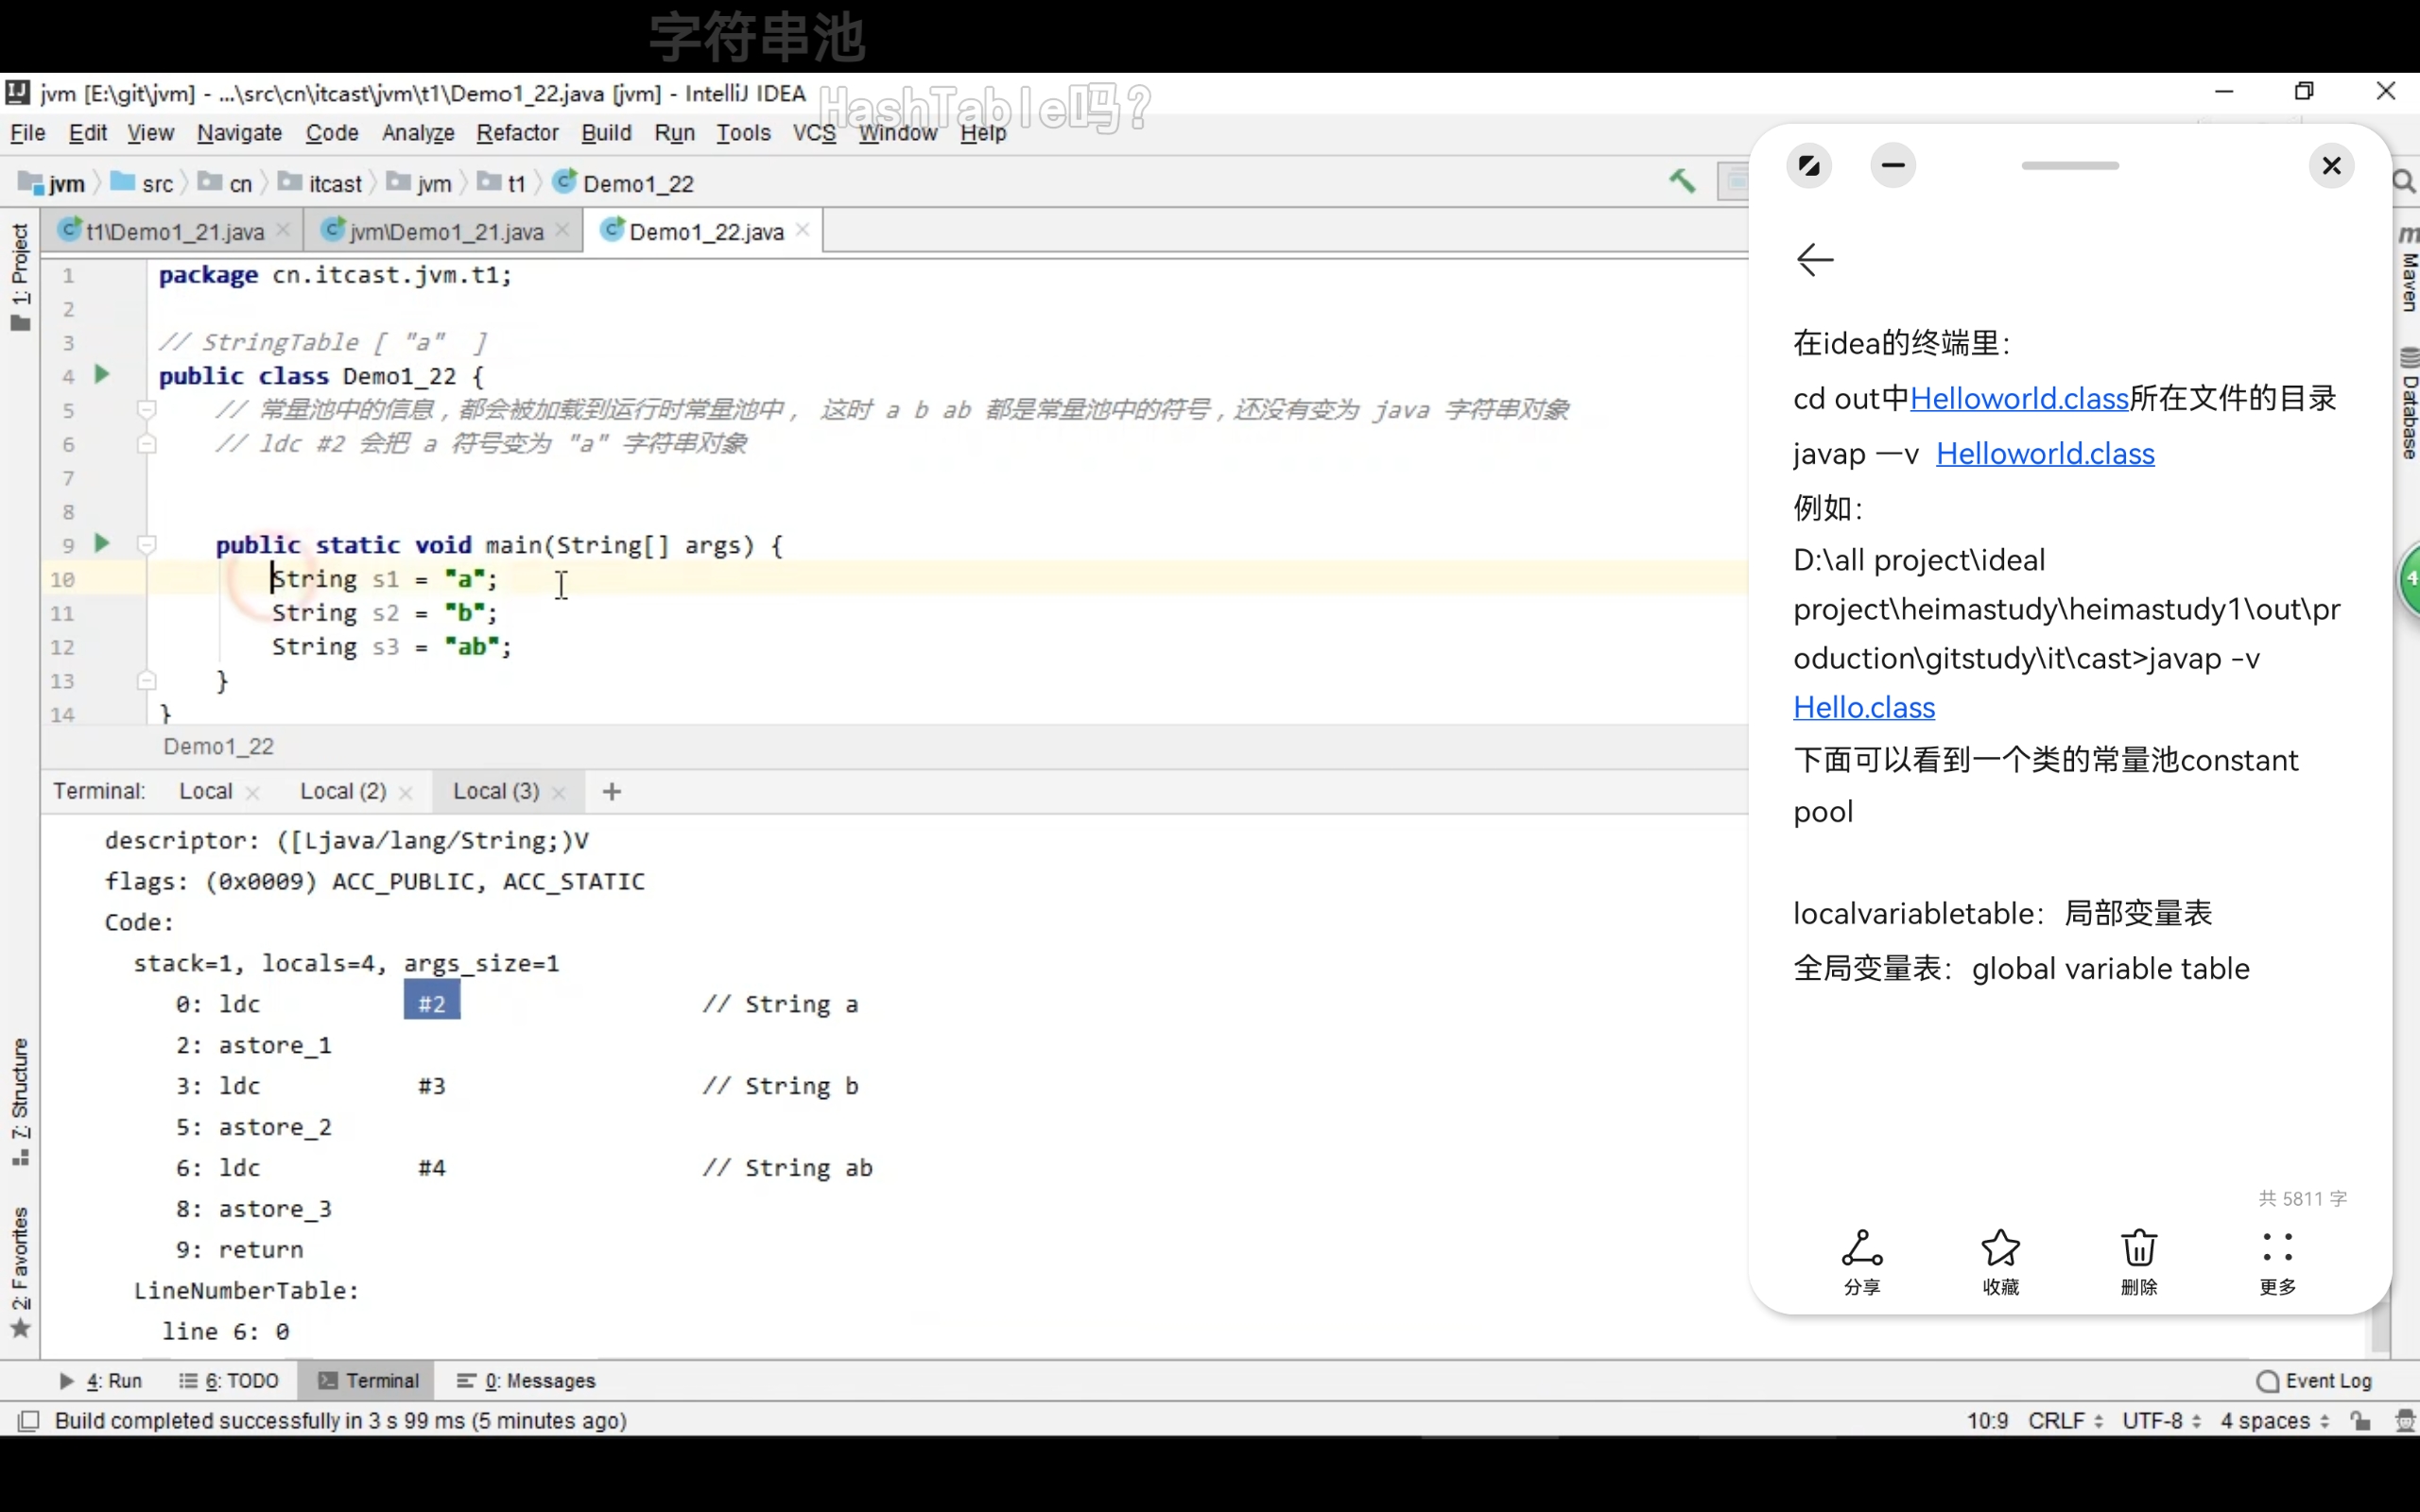 字符串池
jvm [E:\git\jvm] - ...\src\cn\itcast\jvm\t1\Demo1_22.java [jvm] - IntelliJ IDEA
HashTable吗?
File Edit View Navigate Code Analyze Refactor Build Run Tools VCS Window Help
jvm src cn itcast jvm t1 Demo1_22
t1\Demo1_21.java jvm\Demo1_21.java Demo1_22.java
1: Project
1 package cn.itcast.jvm.t1;
2
3 // StringTable [ "a" ]
4 public class Demo1_22 {
5 // 常量池中的信息,都会被加载到运行时常量池中, 这时 a b ab 都是常量池中的符号,还没有变为 java 字符串对象
6 // ldc #2 会把 a 符号变为 "a" 字符串对象
7
8
9 public static void main(String[] args) {
10 String s1 = "a";
11 String s2 = "b";
12 String s3 = "ab";
13 }
14 }
Demo1_22
Terminal: Local Local (2) Local (3) +
descriptor: ([Ljava/lang/String;)V
flags: (0x0009) ACC_PUBLIC, ACC_STATIC
Code:
stack=1, locals=4, args_size=1
0: ldc #2 // String a
2: astore_1
3: ldc #3 // String b
5: astore_2
6: ldc #4 // String ab
8: astore_3
9: return
LineNumberTable:
line 6: 0
7: Structure
2: Favorites
4: Run 6: TODO Terminal 0: Messages Event Log
Build completed successfully in 3 s 99 ms (5 minutes ago) 10:9 CRLF UTF-8 4 spaces
Maven
Database
在idea的终端里:
cd out中Helloworld.class所在文件的目录
javap 一v Helloworld.class
例如:
D:\all project\ideal
project\heimastudy\heimastudy1\out\pr
oduction\gitstudy\it\cast>javap -v
Hello.class
下面可以看到一个类的常量池constant
pool
localvariabletable: 局部变量表
全局变量表: global variable table
共 5811 字
分享 收藏 删除 更多
4